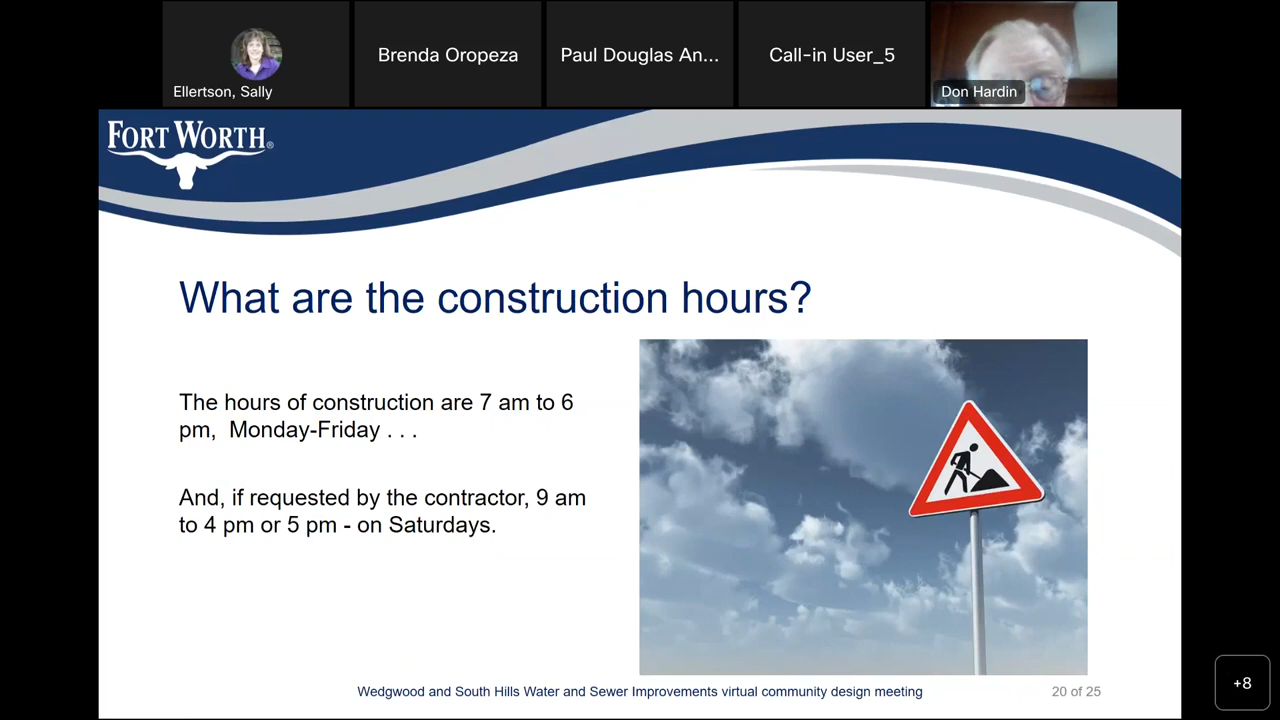 Ellertson, Sally
Brenda Oropeza
Paul Douglas An...
Call-in User_5
Don Hardin
FORT WORTH®
What are the construction hours?
The hours of construction are 7 am to 6
pm,  Monday-Friday . . .
And, if requested by the contractor, 9 am
to 4 pm or 5 pm - on Saturdays.
Wedgwood and South Hills Water and Sewer Improvements virtual community design meeting
20 of 25
+8